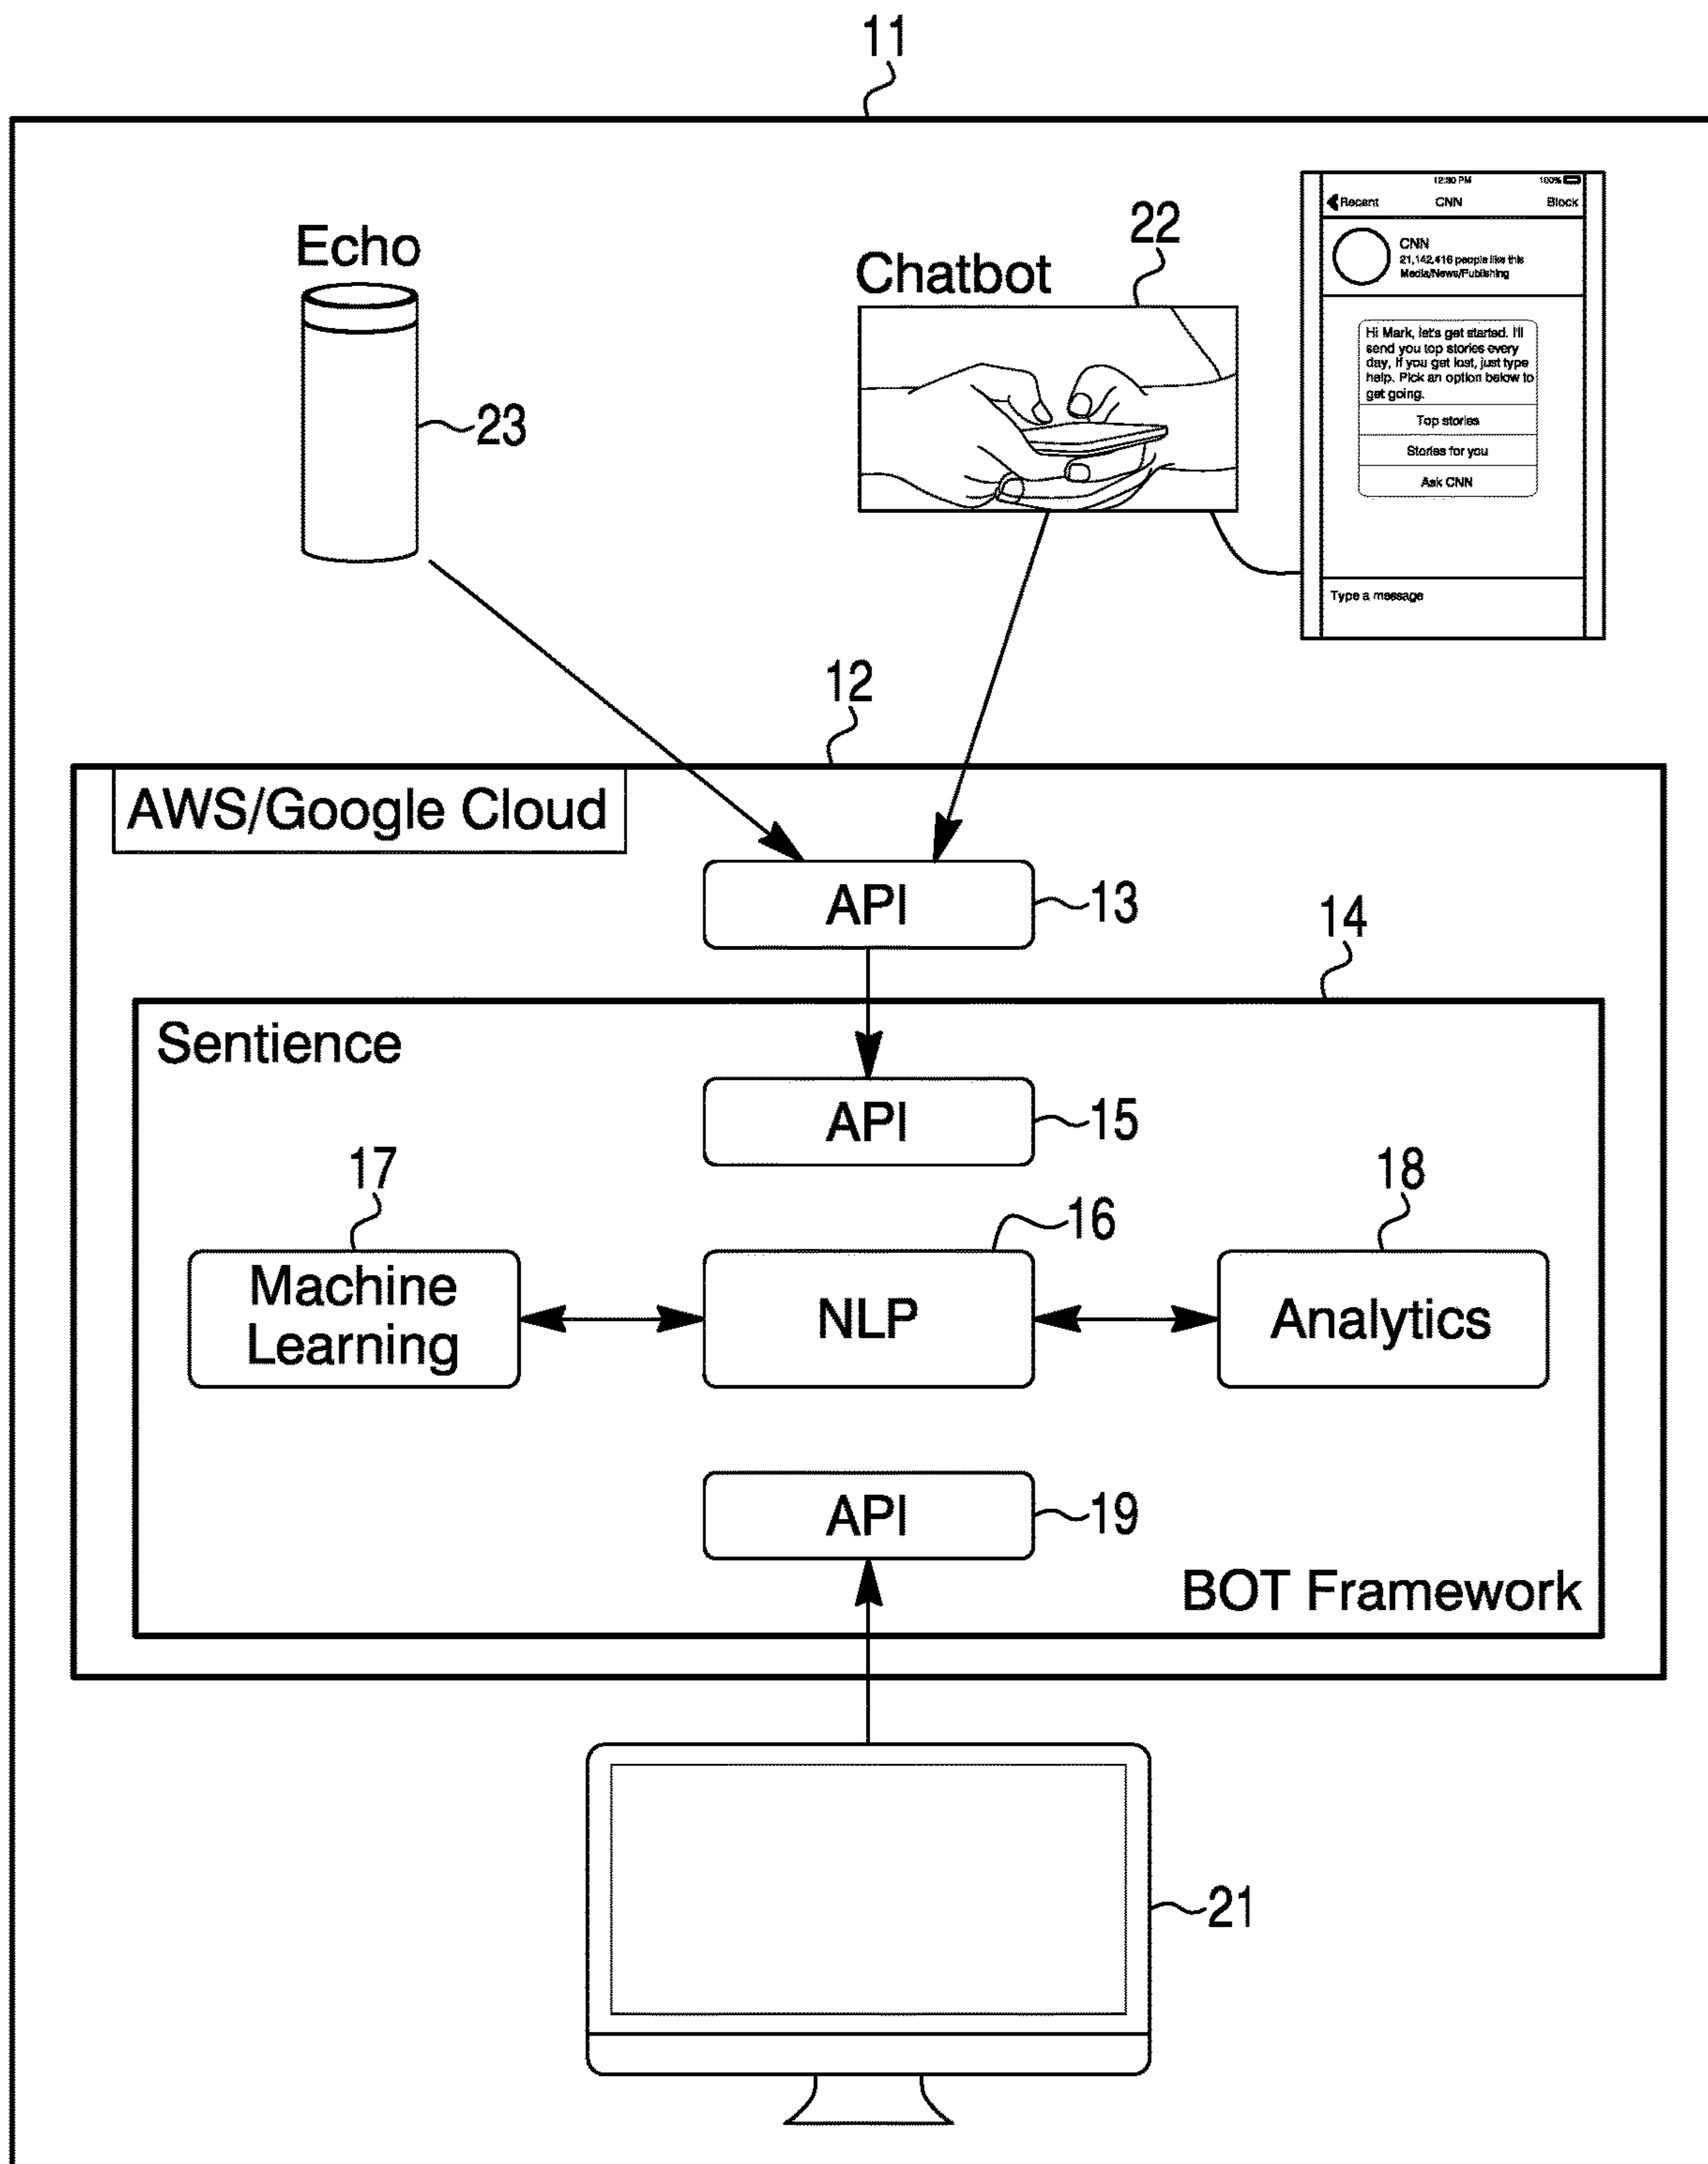 11
12:30 PM 100%
Recent CNN Block
CNN
21,142,416 people like this
Media/News/Publishing
Hi Mark, let's get started. I'll
send you top stories every
day, If you get lost, just type
help. Pick an option below to
get going.
Top stories
Stories for you
Ask CNN
Type a message
Echo
23
22
Chatbot
12
AWS/Google Cloud
API
13
14
Sentience
API
15
17
16
18
Machine
Learning
NLP
Analytics
API
19
BOT Framework
21